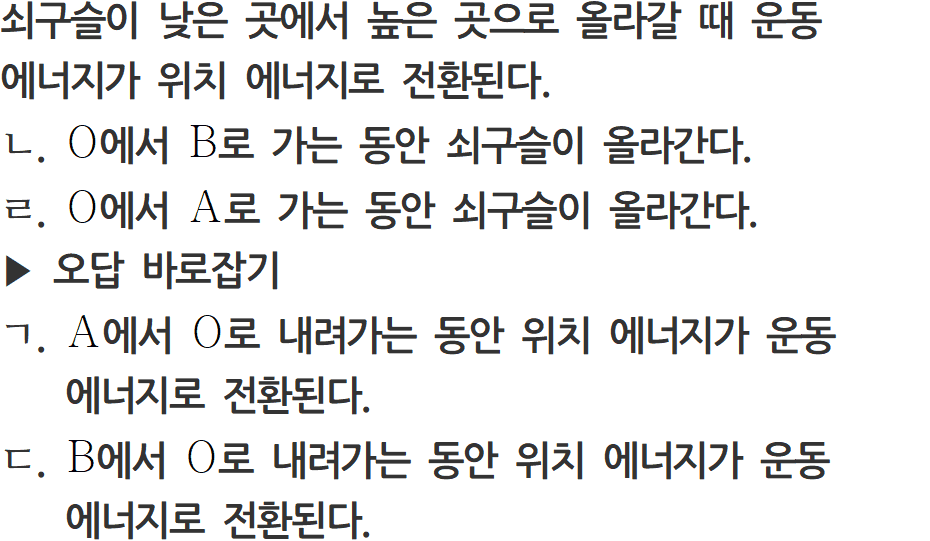 쇠구슬이 낮은 곳에서 높은 곳으로 올라갈 때 운동
에너지가 위치 에너지로 전환된다.
ㄴ. O에서 B로 가는 동안 쇠구슬이 올라간다.
ㄹ. O에서 A로 가는 동안 쇠구슬이 올라간다.
▶ 오답 바로잡기
ㄱ. A에서 O로 내려가는 동안 위치 에너지가 운동
에너지로 전환된다.
ㄷ. B에서 O로 내려가는 동안 위치 에너지가 운동
에너지로 전환된다.